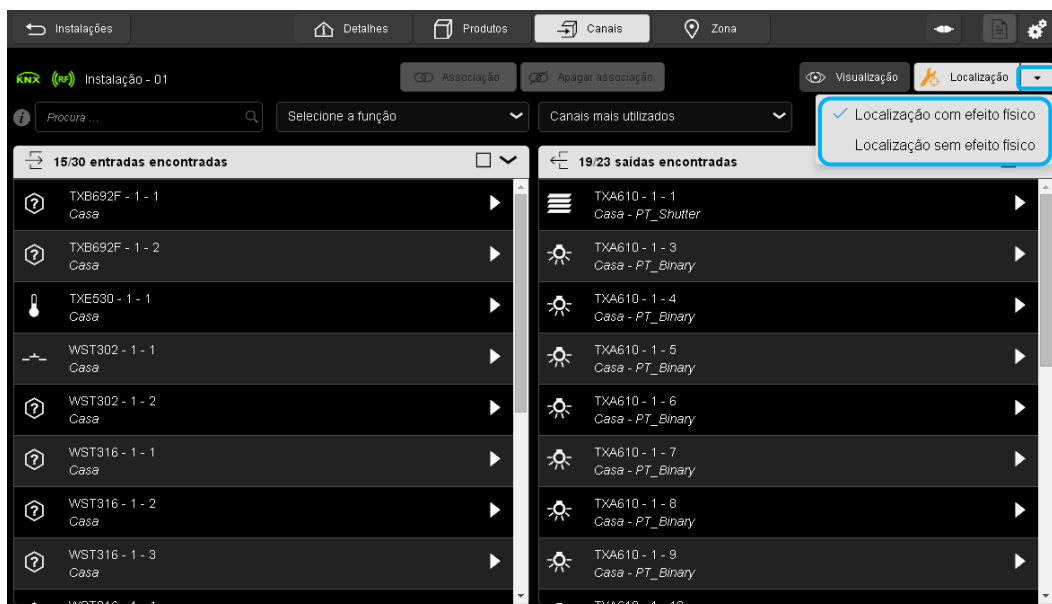 Instalações
Detalhes
Produtos
Canais
Zona
KNX
RF
Instalação - 01
Associação
Apagar associação
Visualização
Localização
Procura ...
Selecione a função
Canais mais utilizados
Localização com efeito físico
Localização sem efeito físico
15/30 entradas encontradas
TXB692F - 1 - 1
Casa
TXB692F - 1 - 2
Casa
TXE530 - 1 - 1
Casa
WST302 - 1 - 1
Casa
WST302 - 1 - 2
Casa
WST316 - 1 - 1
Casa
WST316 - 1 - 2
Casa
WST316 - 1 - 3
Casa
19/23 saídas encontradas
TXA610 - 1 - 1
Casa - PT_Shutter
TXA610 - 1 - 3
Casa - PT_Binary
TXA610 - 1 - 4
Casa - PT_Binary
TXA610 - 1 - 5
Casa - PT_Binary
TXA610 - 1 - 6
Casa - PT_Binary
TXA610 - 1 - 7
Casa - PT_Binary
TXA610 - 1 - 8
Casa - PT_Binary
TXA610 - 1 - 9
Casa - PT_Binary